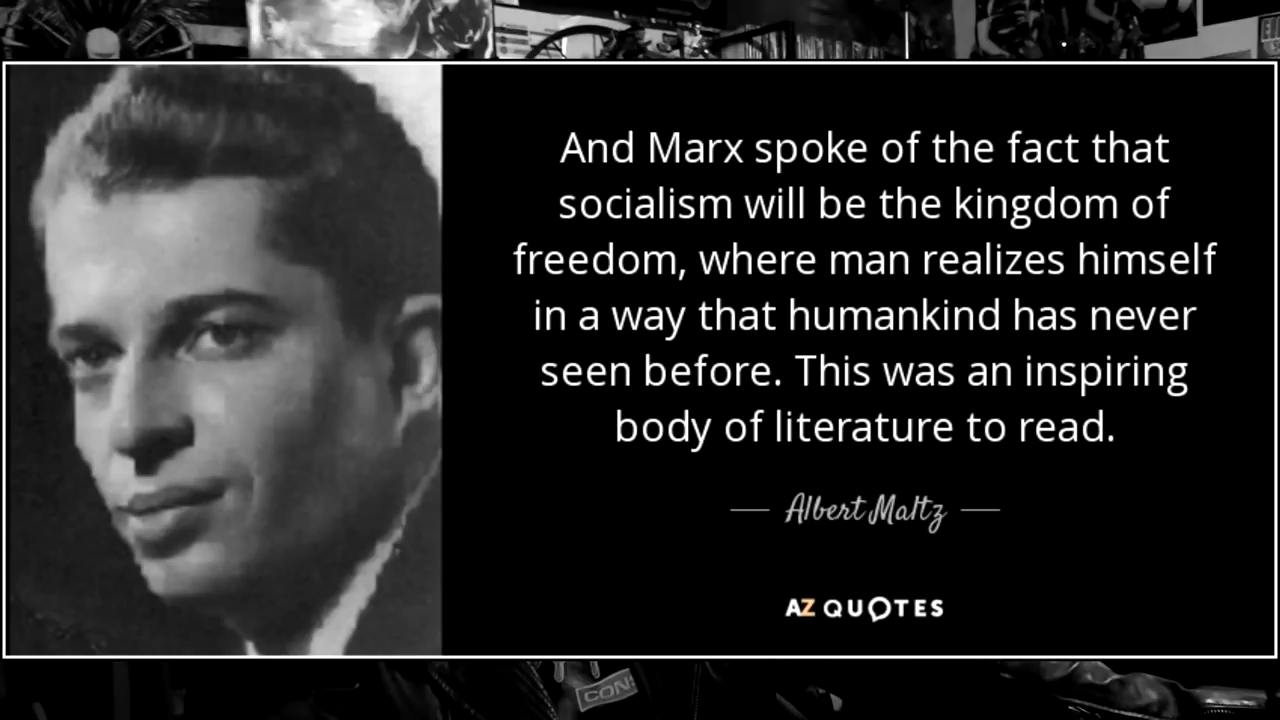 And Marx spoke of the fact that
socialism will be the kingdom of
freedom, where man realizes himself
in a way that humankind has never
seen before. This was an inspiring
body of literature to read.
Albert Maltz
AZ QUOTES
CONS